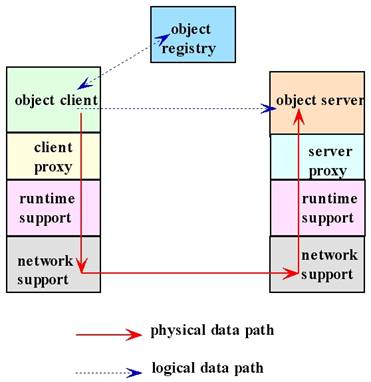 object
registry
object client
object server
client
proxy
server
proxy
runtime
support
runtime
support
network
support
network
support
physical data path
logical data path